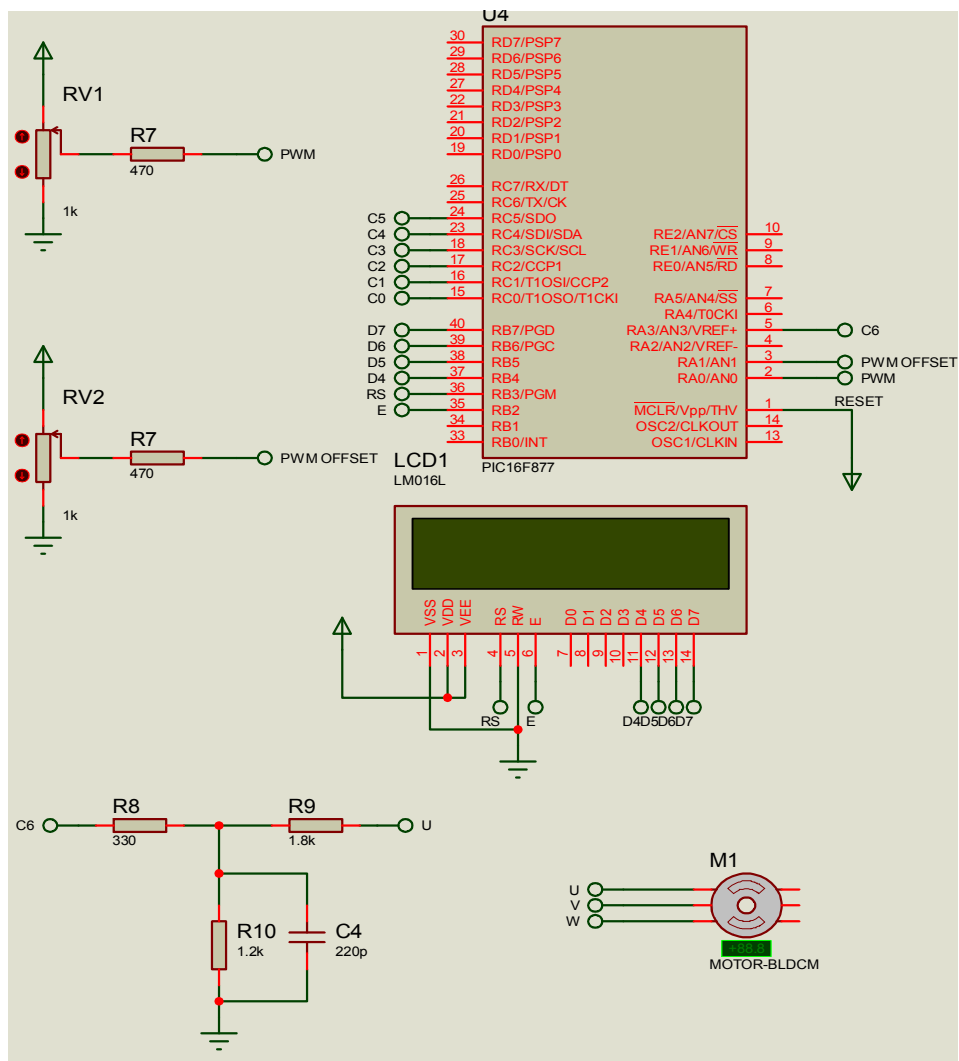 U4
30 RD7/PSP7
29 RD6/PSP6
28 RD5/PSP5
27 RD4/PSP4
22 RD3/PSP3
21 RD2/PSP2
20 RD1/PSP1
19 RD0/PSP0
26 RC7/RX/DT
25 RC6/TX/CK
C5 24 RC5/SDO
C4 23 RC4/SDI/SDA RE2/AN7/CS 10
C3 18 RC3/SCK/SCL RE1/AN6/WR 9
C2 17 RC2/CCP1 RE0/AN5/RD 8
C1 16 RC1/T1OSI/CCP2
C0 15 RC0/T1OSO/T1CKI RA5/AN4/SS 7
RA4/T0CKI 6
D7 40 RB7/PGD RA3/AN3/VREF+ 5 C6
D6 39 RB6/PGC RA2/AN2/VREF- 4
D5 38 RB5 RA1/AN1 3 PWM OFFSET
D4 37 RB4 RA0/AN0 2 PWM
RS 36 RB3/PGM
E 35 RB2 MCLR/Vpp/THV 1 RESET
34 RB1 OSC2/CLKOUT 14
33 RB0/INT OSC1/CLKIN 13
PIC16F877
RV1
R7
470
PWM
1k
RV2
R7
470
PWM OFFSET
1k
LCD1
LM016L
VSS VDD VEE RS RW E D0 D1 D2 D3 D4 D5 D6 D7
1 2 3 4 5 6 7 8 9 10 11 12 13 14
RS E D4 D5 D6 D7
C6
R8
330
R9
1.8k
U
R10
1.2k
C4
220p
M1
U
V
W
+88.8
MOTOR-BLDCM